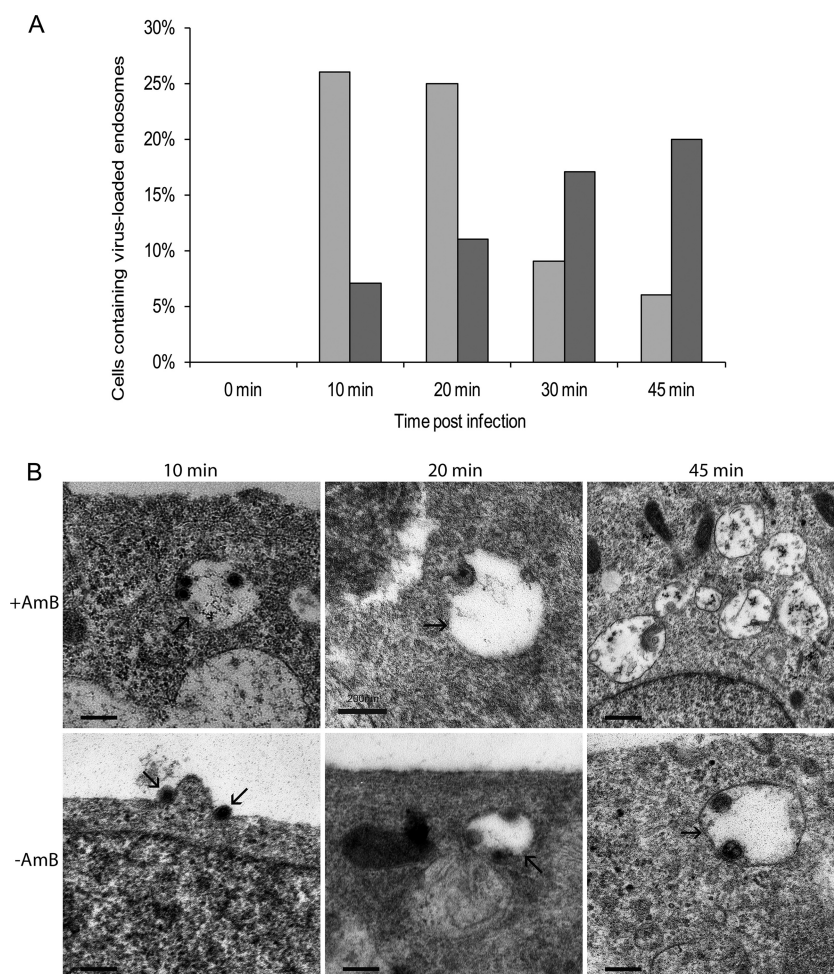 A
30%
25%
20%
15%
10%
5%
0%
Cells containing virus-loaded endosomes
0 min
10 min
20 min
30 min
45 min
Time post infection
B
10 min
20 min
45 min
+AmB
-AmB